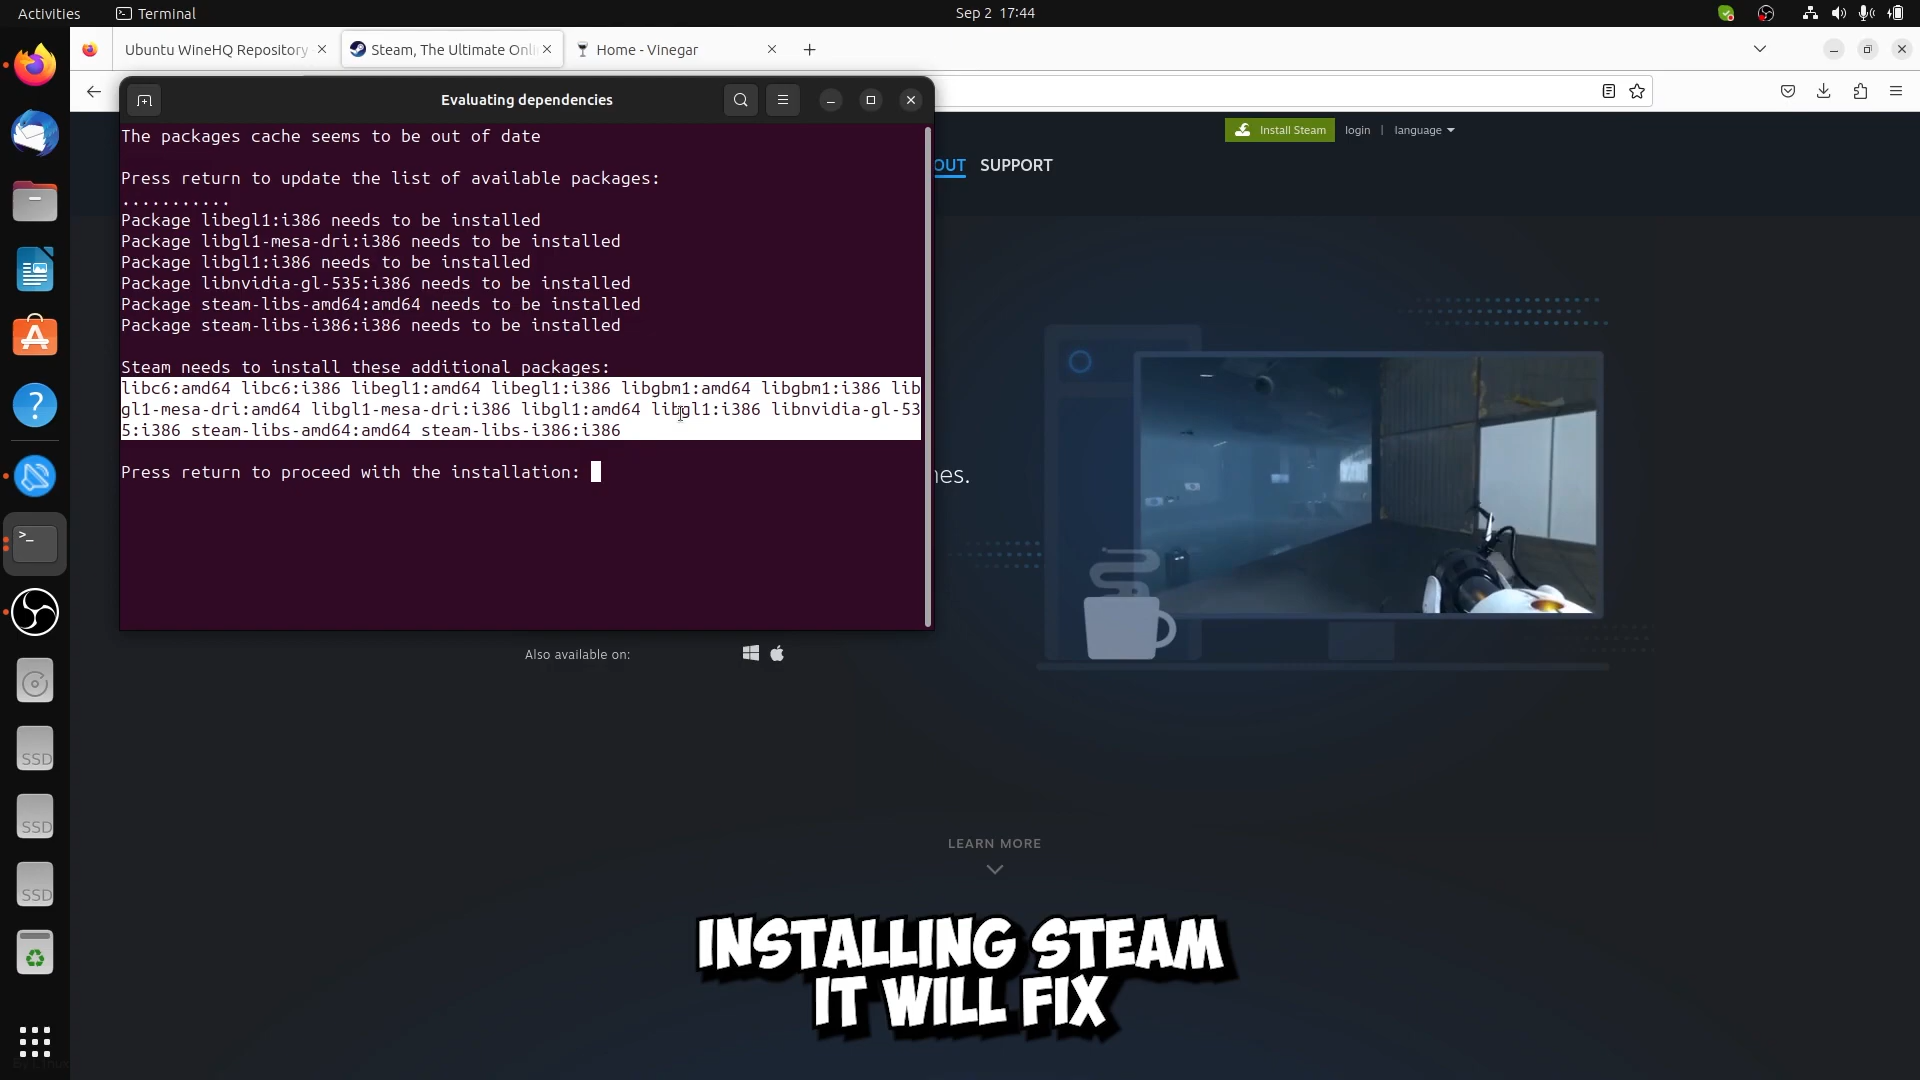 Activities
Terminal
Sep 2 17:44
Ubuntu WineHQ Repository
Steam, The Ultimate Onli
Home - Vinegar
Evaluating dependencies
Install Steam
login
|
language
OUT
SUPPORT
The packages cache seems to be out of date
Press return to update the list of available packages:
...........
Package libegl1:i386 needs to be installed
Package libgl1-mesa-dri:i386 needs to be installed
Package libgl1:i386 needs to be installed
Package libnvidia-gl-535:i386 needs to be installed
Package steam-libs-amd64:amd64 needs to be installed
Package steam-libs-i386:i386 needs to be installed
Steam needs to install these additional packages:
libc6:amd64 libc6:i386 libegl1:amd64 libegl1:i386 libgbm1:amd64 libgbm1:i386 lib
gl1-mesa-dri:amd64 libgl1-mesa-dri:i386 libgl1:amd64 libgl1:i386 libnvidia-gl-53
5:i386 steam-libs-amd64:amd64 steam-libs-i386:i386
Press return to proceed with the installation:
nes.
Also available on:
SSD
SSD
SSD
LEARN MORE
INSTALLING STEAM
IT WILL FIX